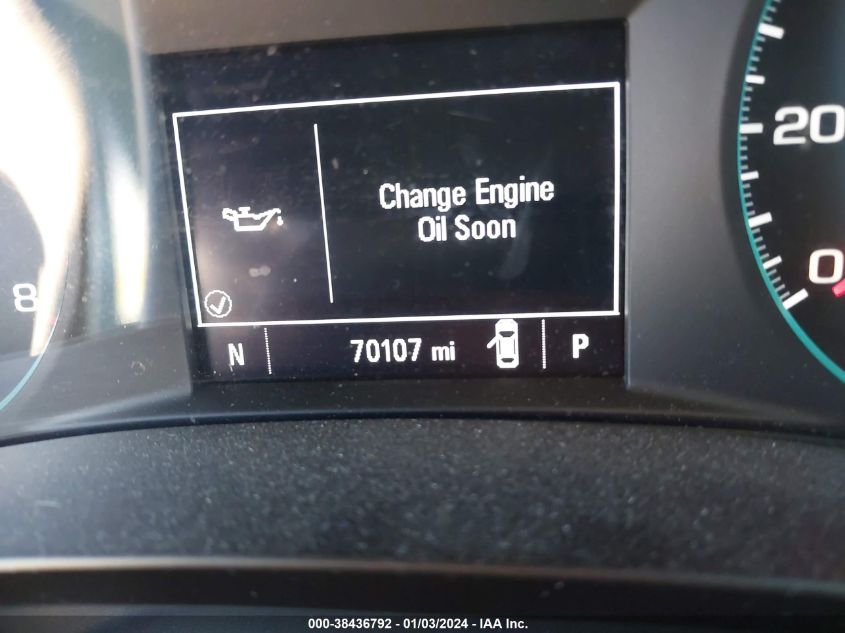 20
Change Engine
Oil Soon
0
8
N 70107 mi P
000-38436792 - 01/03/2024 - IAA Inc.